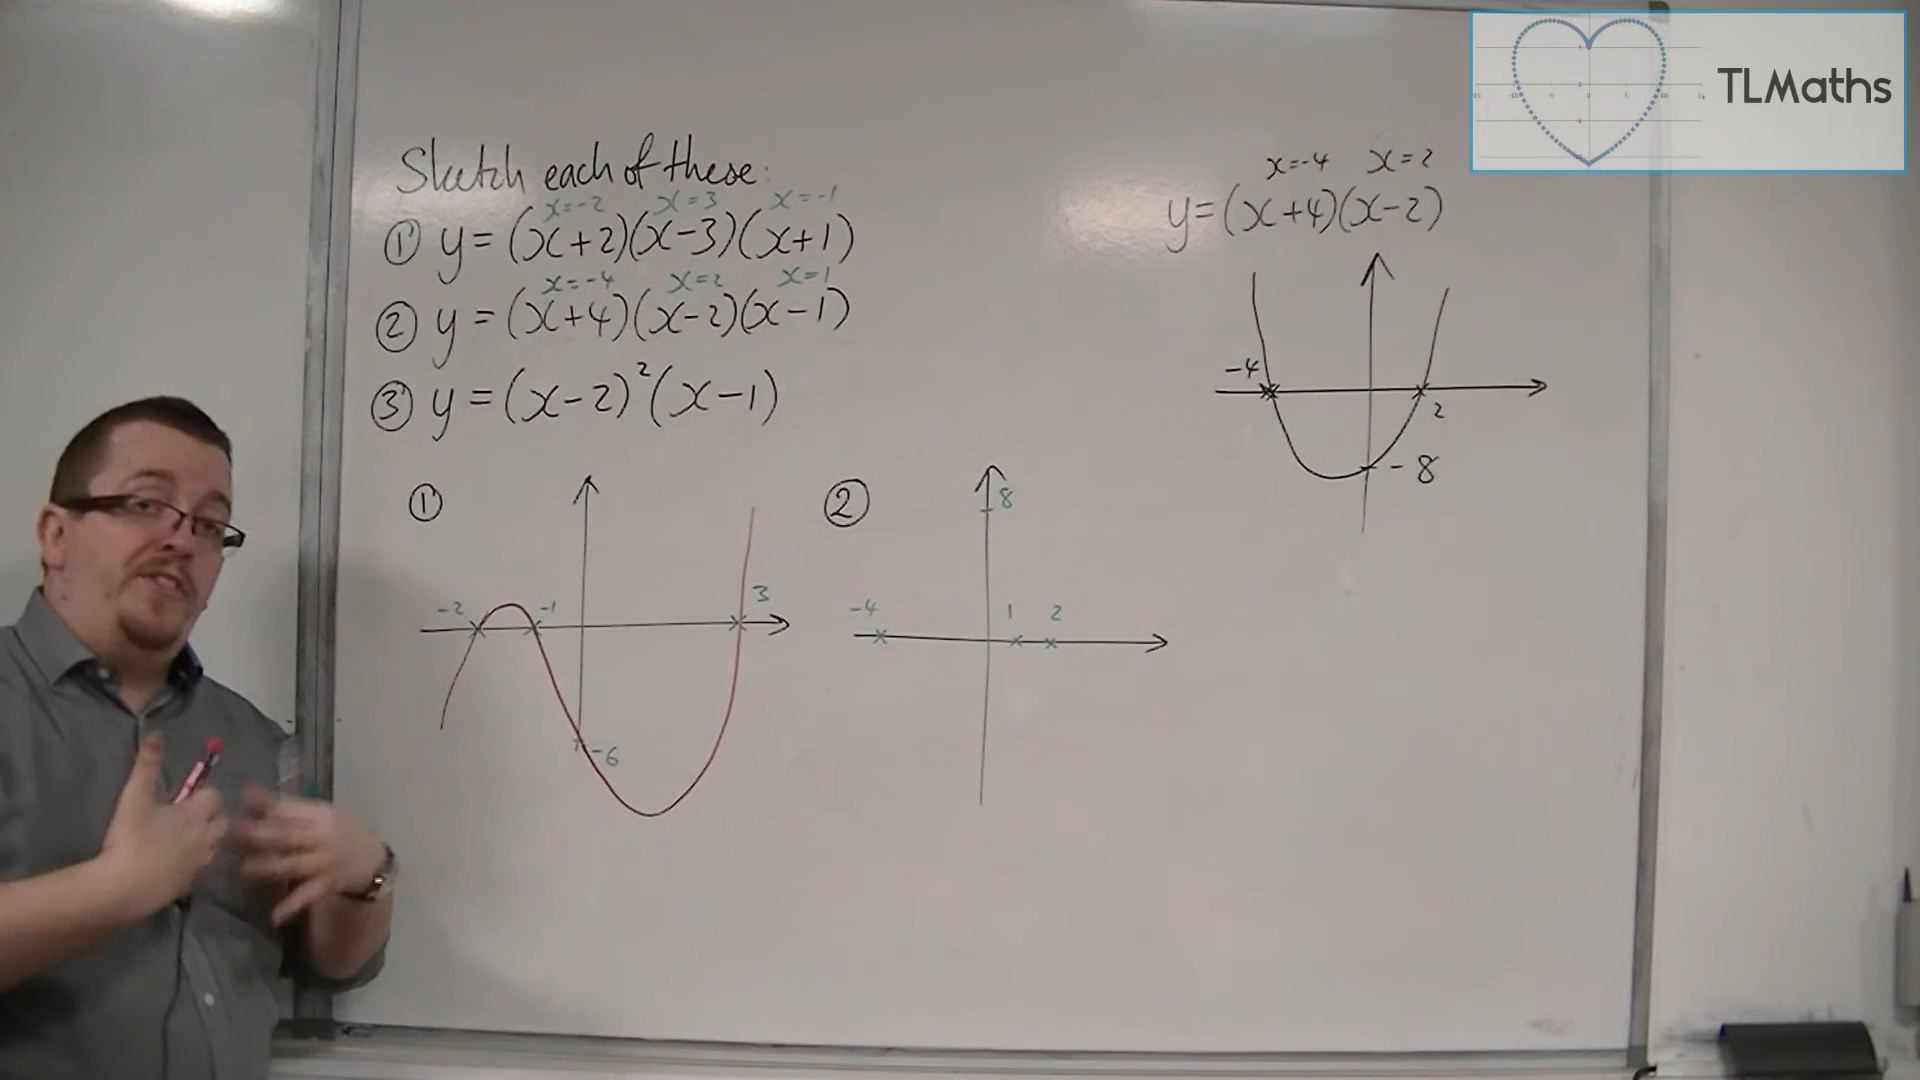 TLMaths
Sketch each of these:
x=-2 x=3 x=-1
① y=(x+2)(x-3)(x+1)
x=-4 x=2 x=1
② y=(x+4)(x-2)(x-1)
③ y=(x-2)²(x-1)
x=-4 x=2
y=(x+4)(x-2)
-4
2
-8
①
-2 -1 3
-6
②
8
-4 1 2